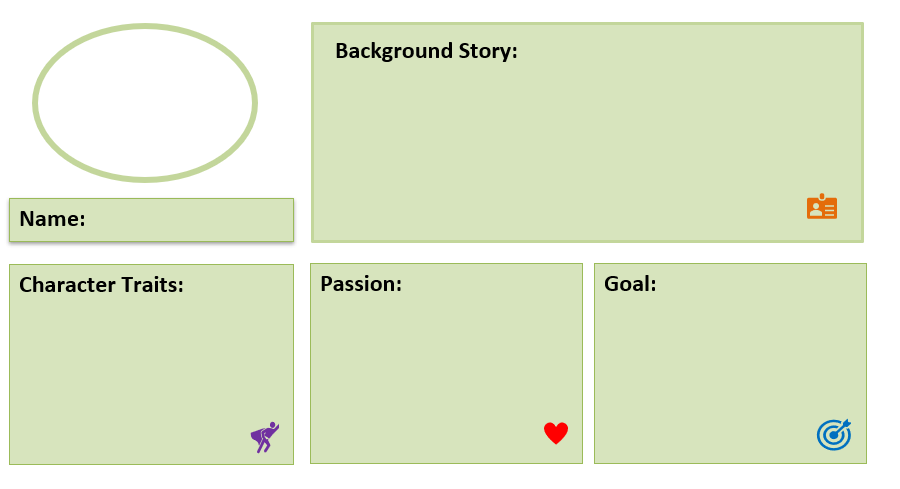 Background Story:
Name:
Character Traits:
Passion:
Goal: